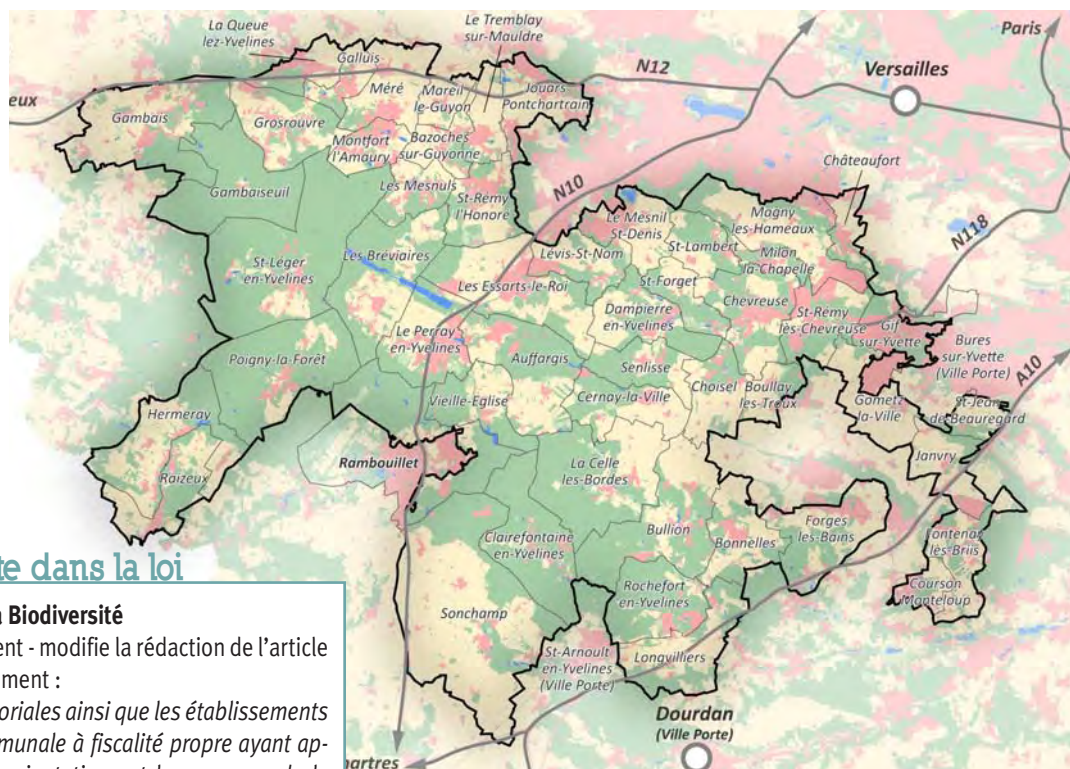 La Queue
lez-Yvelines
Le Tremblay
sur-Mauldre
Paris
Galluis
N12
Versailles
eux
Méré
Mareil
le-Guyon
Jouars
Pontchartrain
Gambais
Grosrouvre
Montfort
l'Amaury
Bazoches
sur-Guyonne
Châteaufort
Gambaiseuil
Les Mesnuls
St-Rémy
l'Honore
N10
N118
Le Mesnil
St-Denis
Magny
les-Hameaux
Lévis-St-Nom
St-Lambert
Milon
la-Chapelle
St-Léger
en-Yvelines
Les Bréviaires
Les Essarts-le-Roi
St-Forget
Dampierre
en-Yvelines
Chevreuse
St-Rémy
lès-Chevreuse
Gif
sur-Yvette
Bures
sur-Yvette
(Ville Porte)
A10
Le Perray
en-Yvelines
Poigny-la-Forêt
Auffargis
Senlisse
Choisel
Boullay
les-Troux
Gometz
la-Ville
St-Jean
de-Beauregard
Vieille-Eglise
Cernay-la-Ville
Hermeray
Raizeux
Rambouillet
La Celle
les-Bordes
Janvry
Clairefontaine
en-Yvelines
Bullion
Bonnelles
Forges
les-Bains
Fontenay
lès-Briis
Courson
Monteloup
Rochefort
en-Yvelines
Sonchamp
St-Arnoult
en-Yvelines
(Ville Porte)
Longvilliers
Dourdan
(Ville Porte)
hartres
te dans la loi
Biodiversité
ent - modifie la rédaction de l'article
ment :
oriales ainsi que les établissements
munale à fiscalité propre ayant ap-